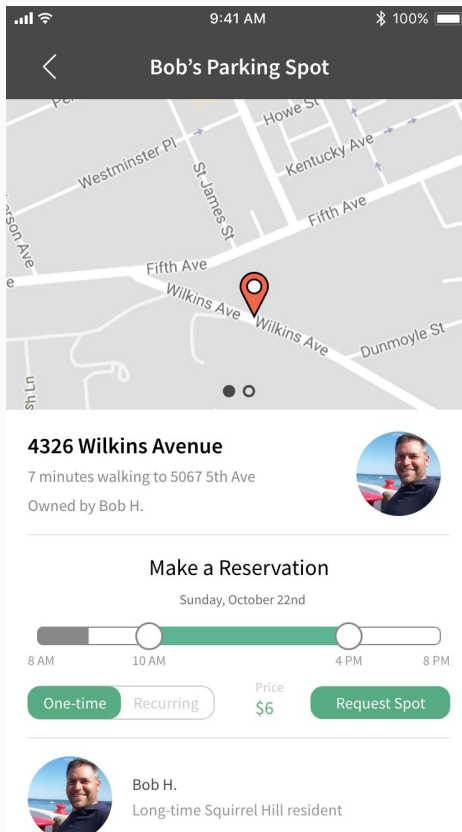 9:41 AM
100%
Bob's Parking Spot
Howe St
Westminster Pl
Kentucky Ave
St James St
Fifth Ave
Fifth Ave
Wilkins Ave
Wilkins Ave
Dunmoyle St
4326 Wilkins Avenue
7 minutes walking to 5067 5th Ave
Owned by Bob H.
Make a Reservation
Sunday, October 22nd
8 AM 10 AM 4 PM 8 PM
One-time Recurring Price $6 Request Spot
Bob H.
Long-time Squirrel Hill resident